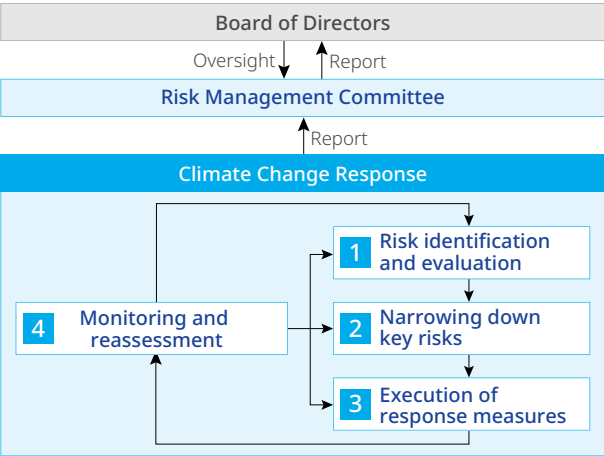 Board of Directors
Oversight
Report
Risk Management Committee
Report
Climate Change Response
1
Risk identification
and evaluation
4
Monitoring and
reassessment
2
Narrowing down
key risks
3
Execution of
response measures